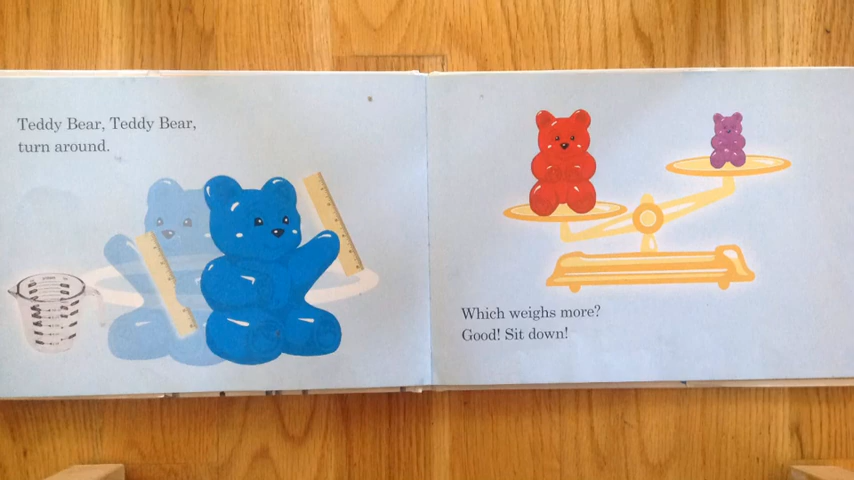 Teddy Bear, Teddy Bear,
turn around.
Which weighs more?
Good! Sit down!